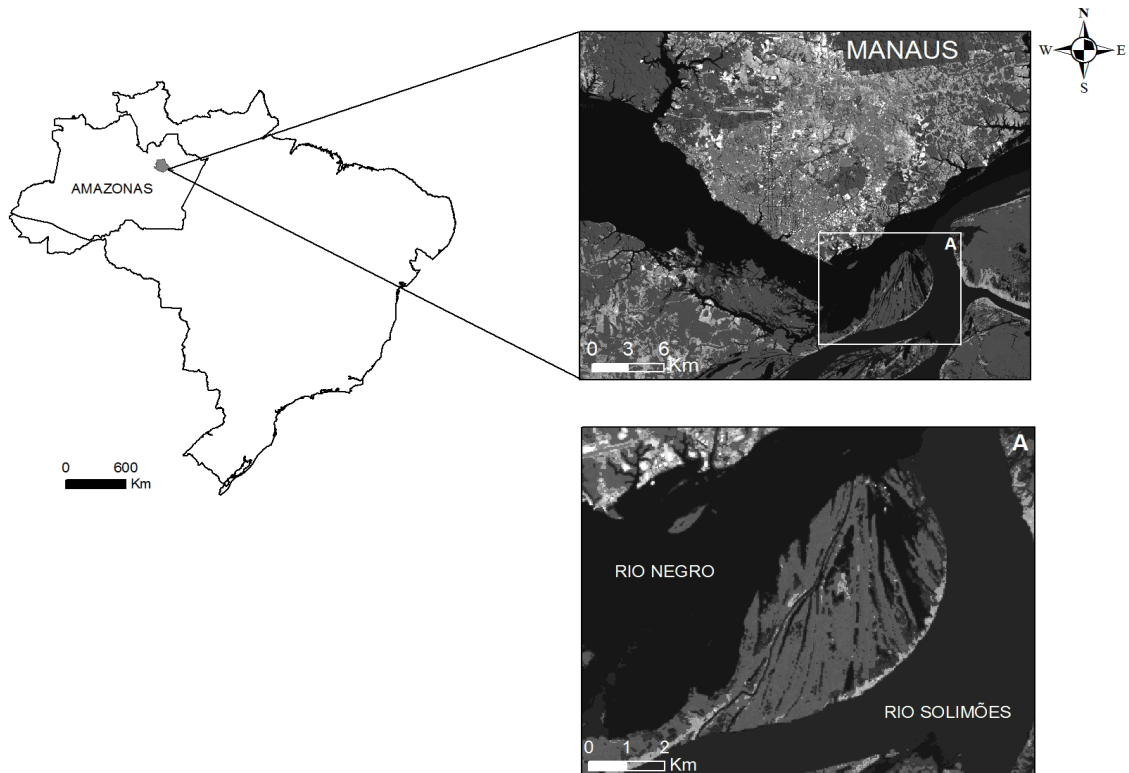 N
W E
S
MANAUS
AMAZONAS
A
0 3 6
Km
0 600
Km
A
RIO NEGRO
RIO SOLIMÕES
0 1 2
Km